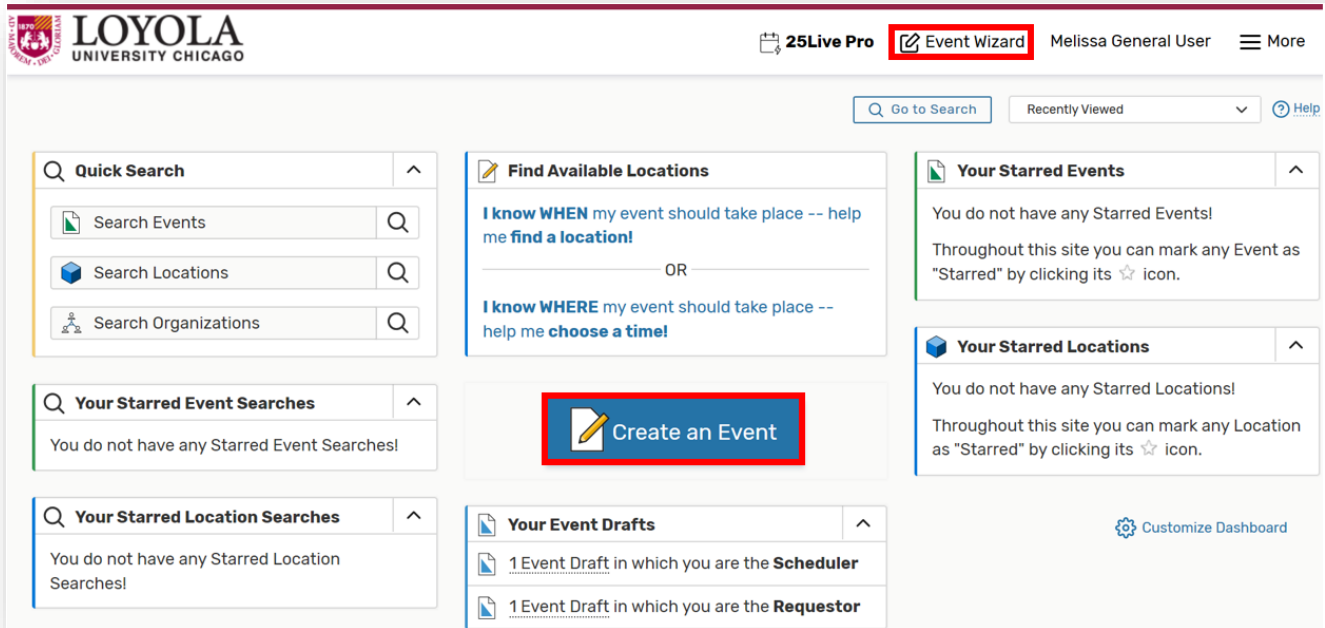 1870
AD·MAJOREM·DEI·GLORIAM
LOYOLA
UNIVERSITY CHICAGO
25Live Pro
Event Wizard
Melissa General User
More
Go to Search
Recently Viewed
Help
Quick Search
Search Events
Search Locations
Search Organizations
Your Starred Event Searches
You do not have any Starred Event Searches!
Your Starred Location Searches
You do not have any Starred Location
Searches!
Find Available Locations
I know WHEN my event should take place -- help
me find a location!
OR
I know WHERE my event should take place --
help me choose a time!
Create an Event
Your Event Drafts
1 Event Draft in which you are the Scheduler
1 Event Draft in which you are the Requestor
Your Starred Events
You do not have any Starred Events!
Throughout this site you can mark any Event as
"Starred" by clicking its ☆ icon.
Your Starred Locations
You do not have any Starred Locations!
Throughout this site you can mark any Location
as "Starred" by clicking its ☆ icon.
Customize Dashboard